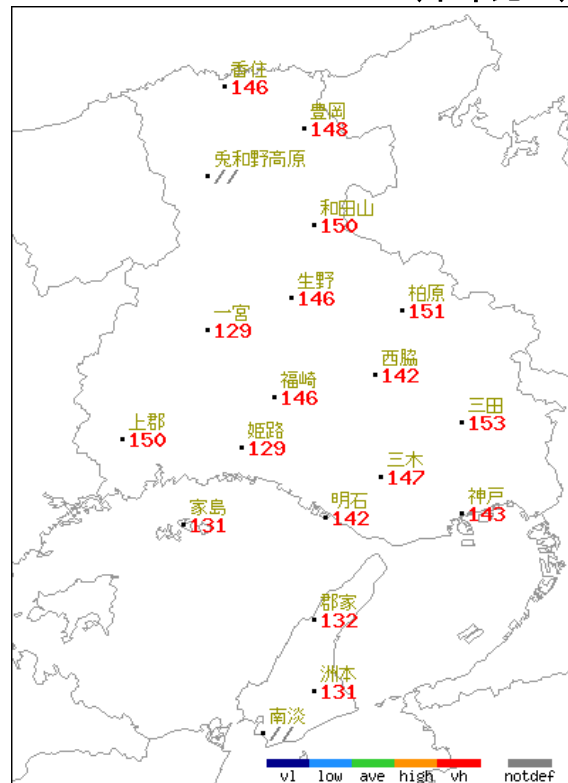 香住
146
豊岡
148
兎和野高原
//
和田山
150
生野
146
柏原
151
一宮
129
西脇
142
福崎
146
三田
153
上郡
150
姫路
129
三木
147
家島
131
明石
142
神戸
143
郡家
132
洲本
131
南淡
//
vl low ave high vh notdef